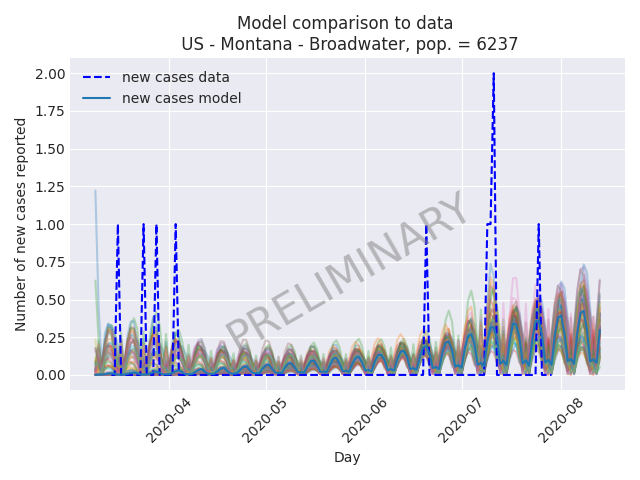 Model comparison to data
US - Montana - Broadwater, pop. = 6237
new cases data
new cases model
2.00
1.75
1.50
1.25
1.00
0.75
0.50
0.25
0.00
Number of new cases reported
PRELIMINARY
2020-04
2020-05
2020-06
2020-07
2020-08
Day